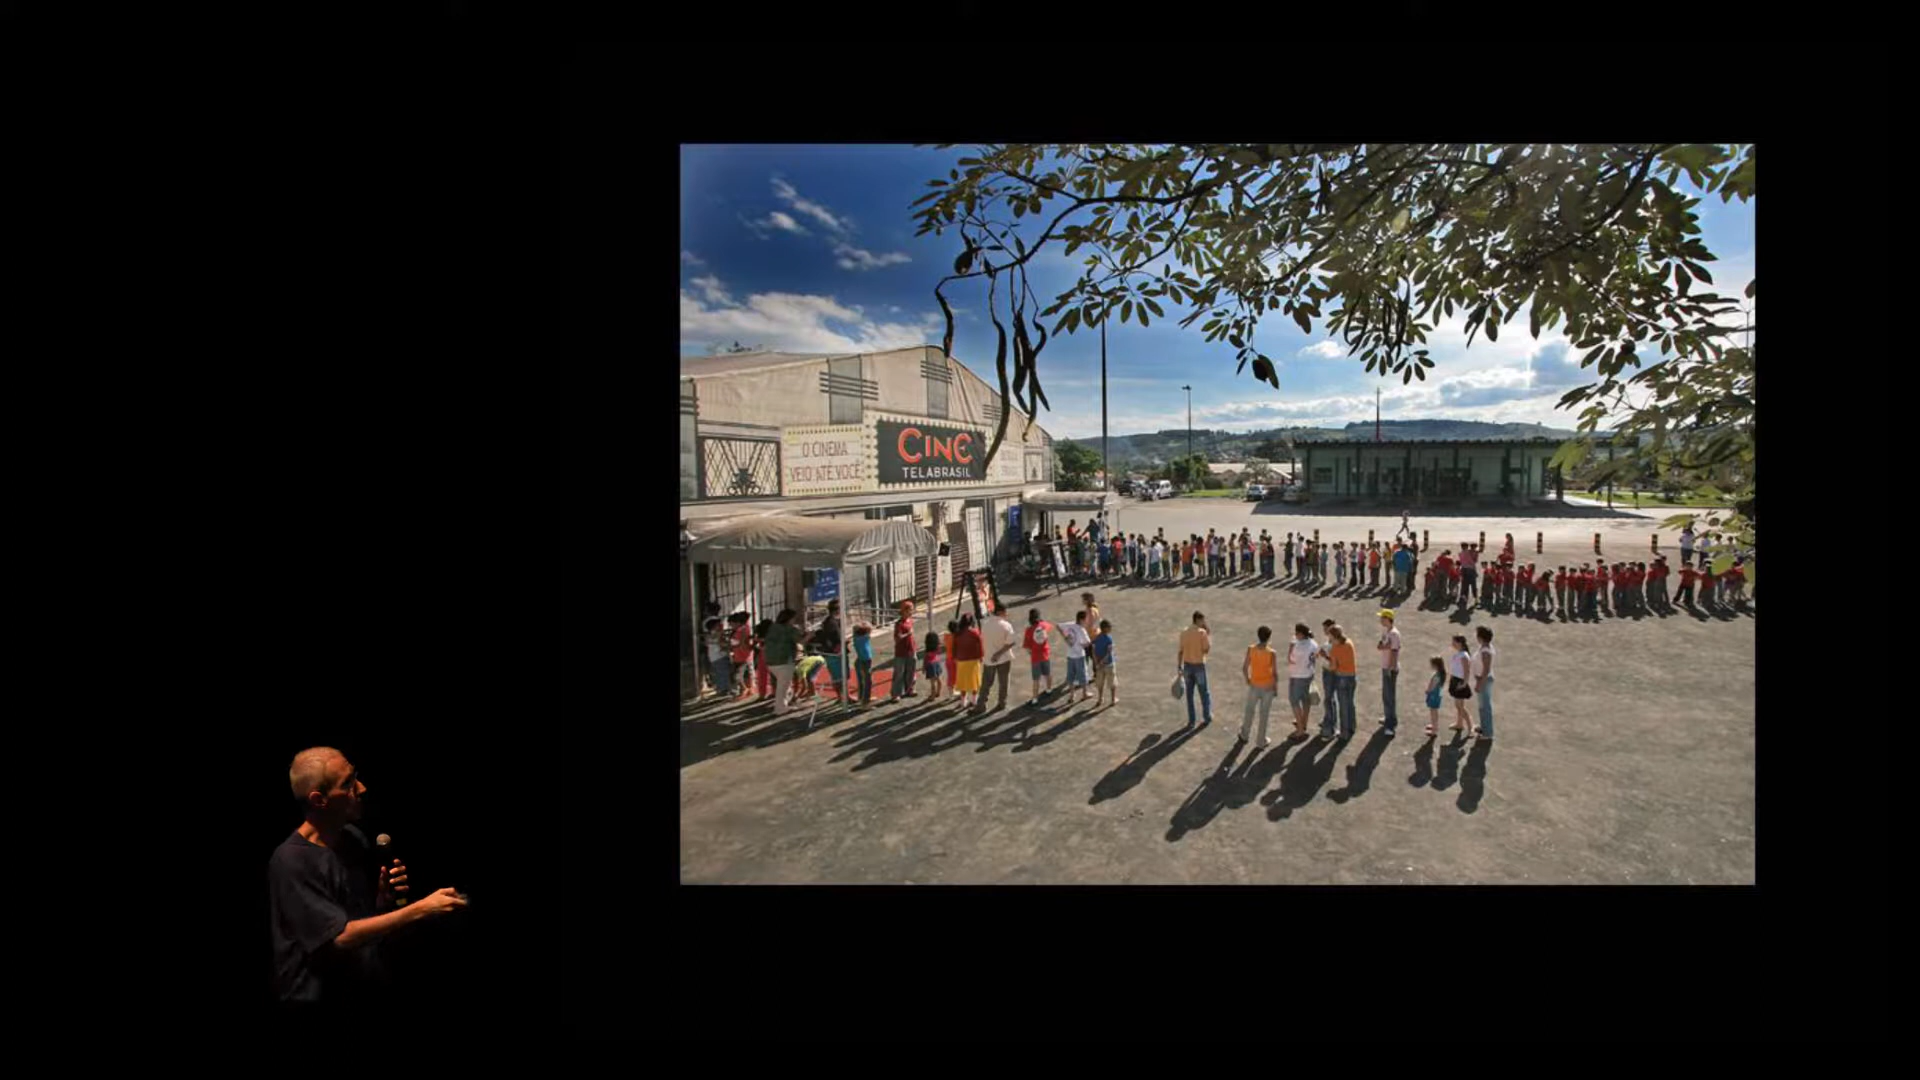 O CINEMA
VEIO ATÉ VOCÊ
CINE
TELABRASIL